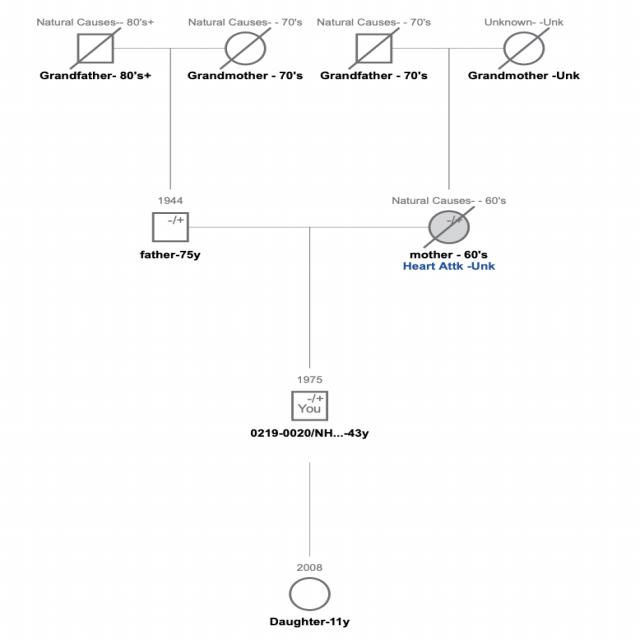 Natural Causes-- 80's+
Natural Causes- - 70's
Natural Causes- - 70's
Unknown- -Unk
Grandfather- 80's+
Grandmother - 70's
Grandfather - 70's
Grandmother -Unk
1944
Natural Causes- - 60's
-/+
-/+
father-75y
mother - 60's
Heart Attk -Unk
1975
-/+
You
0219-0020/NH...-43y
2008
Daughter-11y